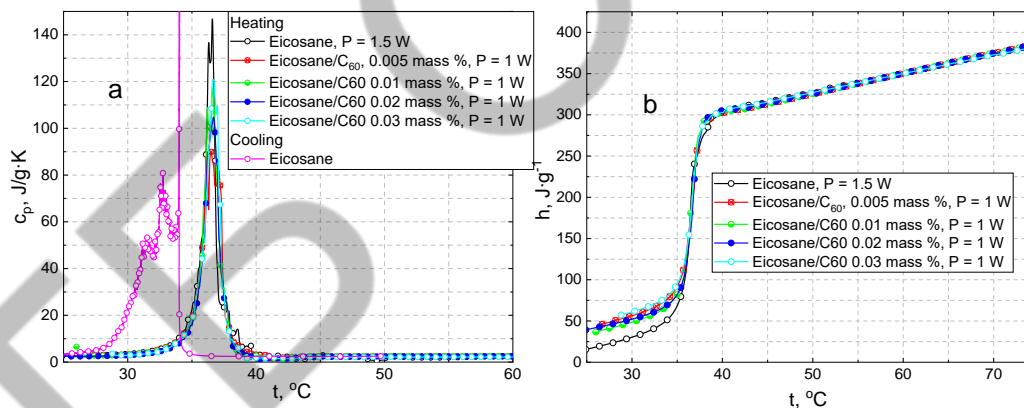 a
Heating
Eicosane, P = 1.5 W
Eicosane/C₆₀, 0.005 mass %, P = 1 W
Eicosane/C60 0.01 mass %, P = 1 W
Eicosane/C60 0.02 mass %, P = 1 W
Eicosane/C60 0.03 mass %, P = 1 W
Cooling
Eicosane
cₚ, J/g·K
140
120
100
80
60
40
20
0
30
40
50
60
t, °C
b
Eicosane, P = 1.5 W
Eicosane/C₆₀, 0.005 mass %, P = 1 W
Eicosane/C60 0.01 mass %, P = 1 W
Eicosane/C60 0.02 mass %, P = 1 W
Eicosane/C60 0.03 mass %, P = 1 W
h, J·g⁻¹
400
350
300
250
200
150
100
50
0
30
40
50
60
70
t, °C